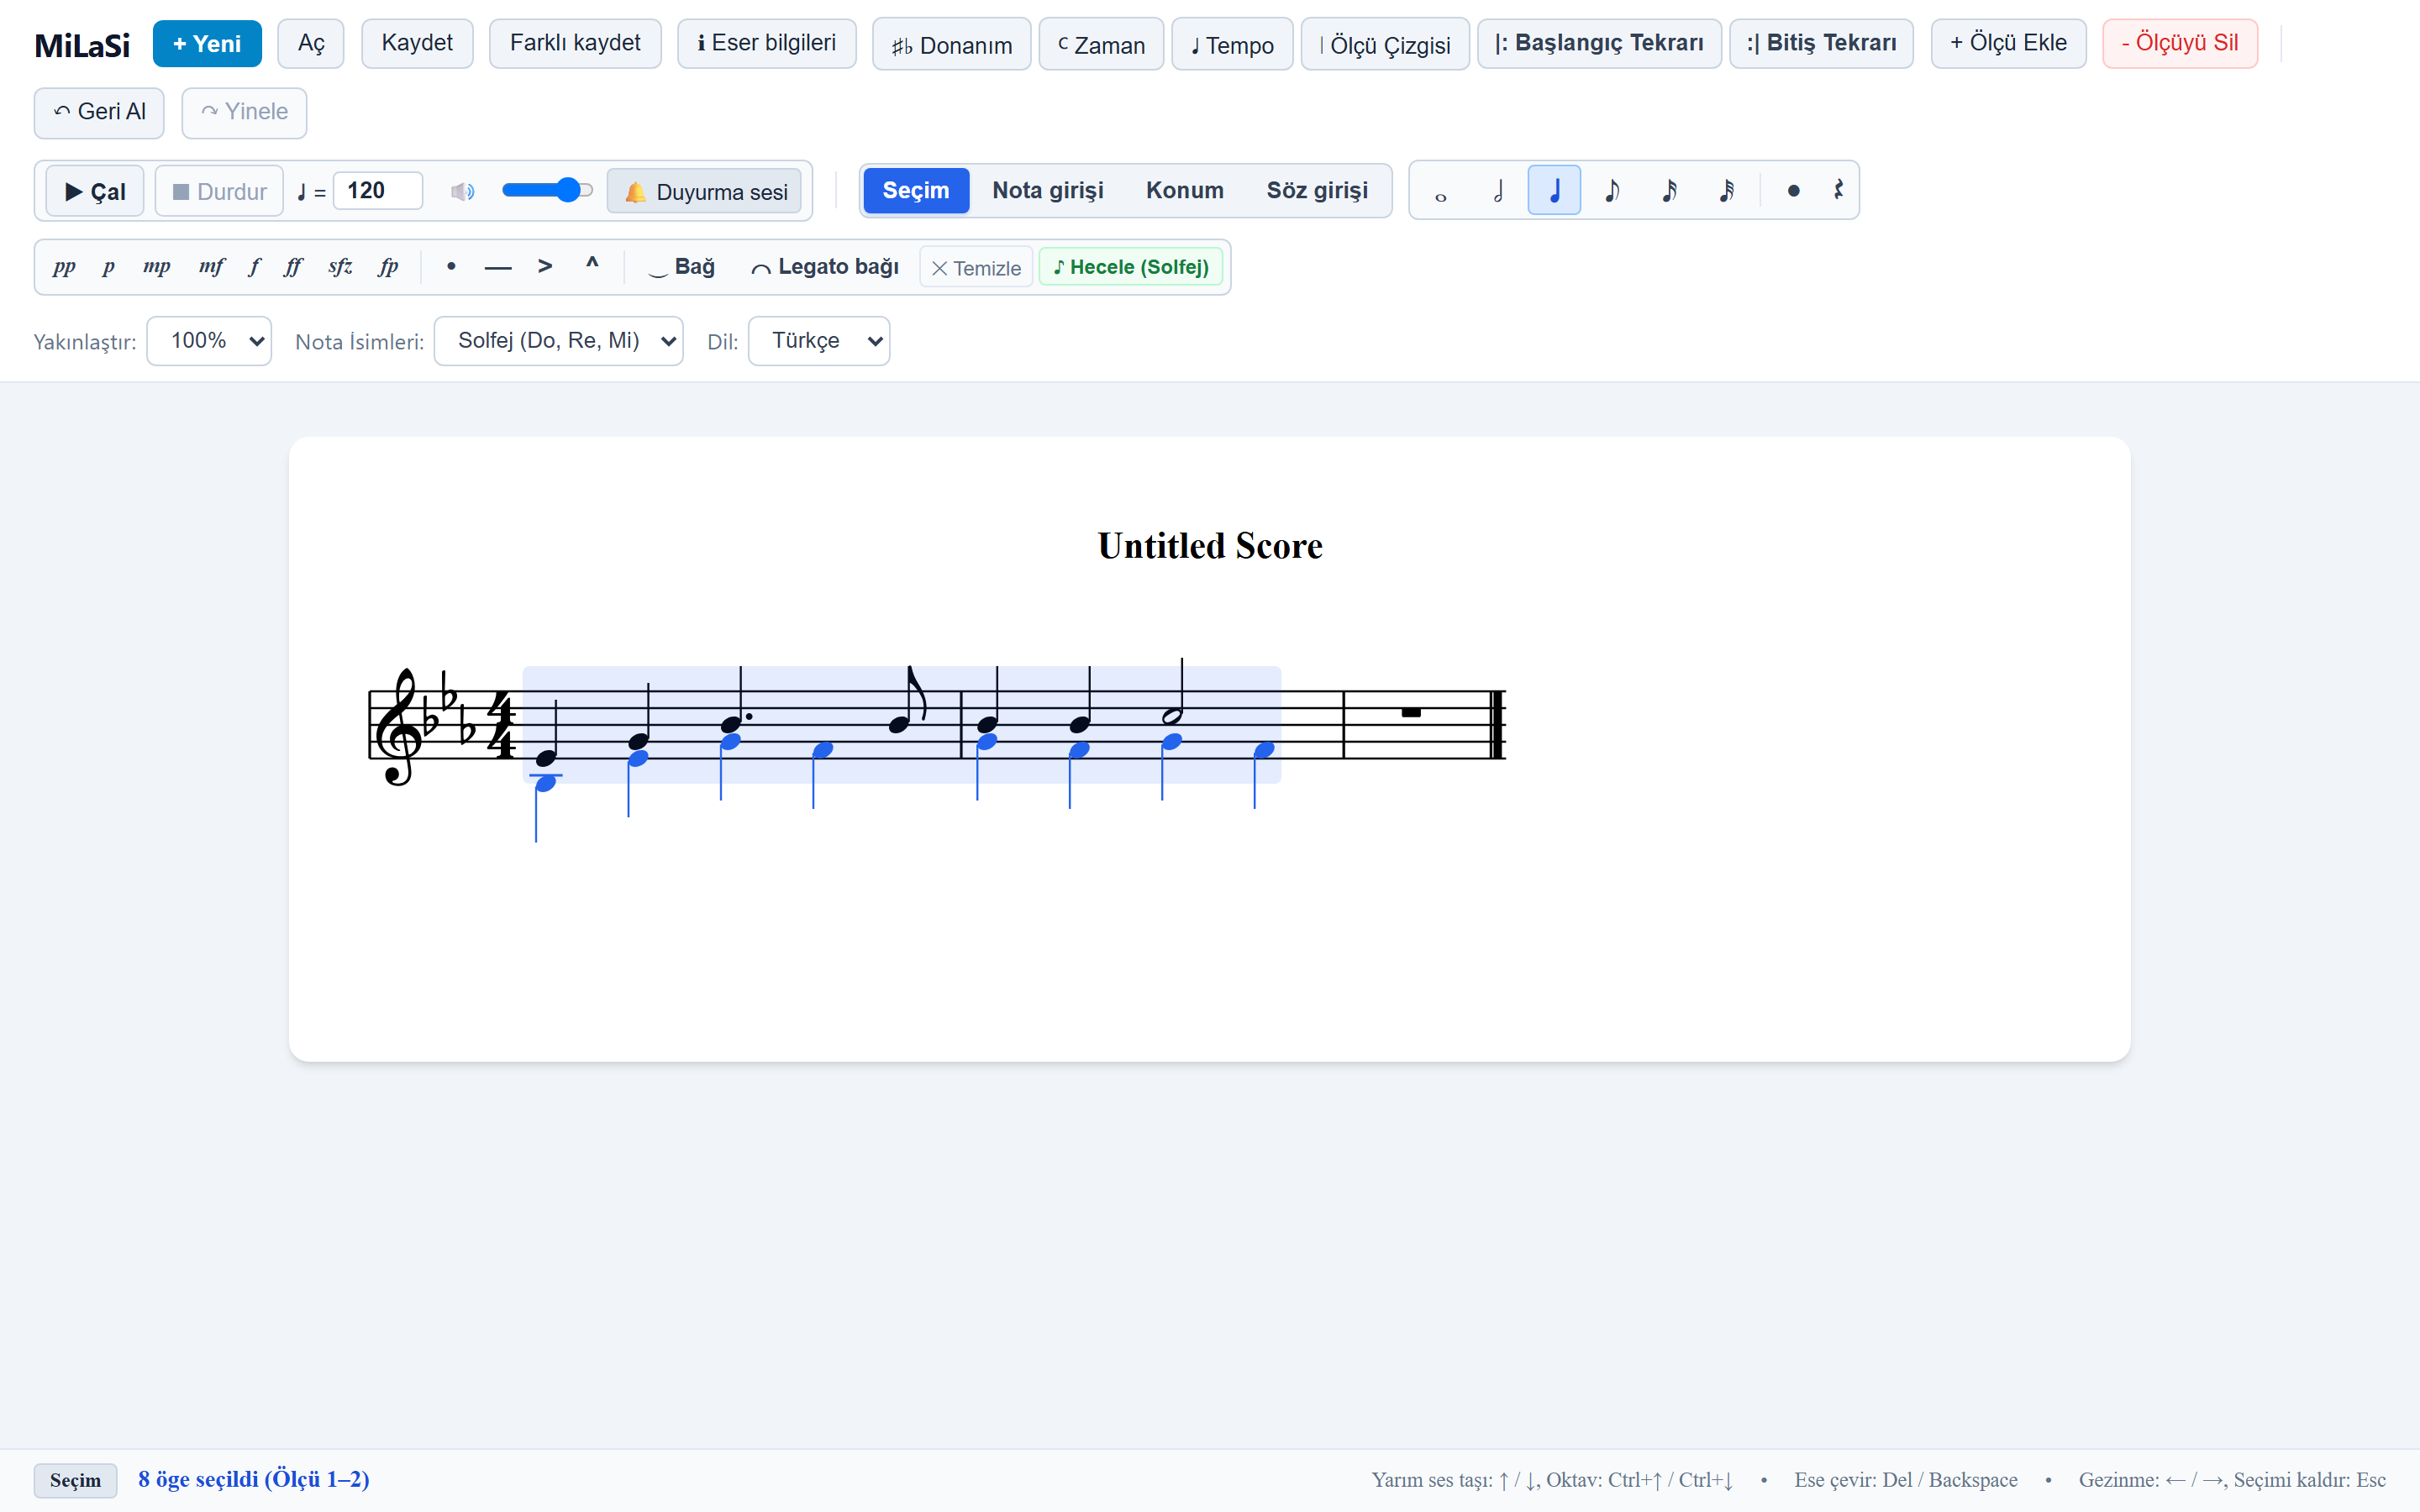 MiLaSi + Yeni Aç Kaydet Farklı kaydet ℹ Eser bilgileri ♯♭ Donanım C Zaman ♩ Tempo | Ölçü Çizgisi |: Başlangıç Tekrarı :| Bitiş Tekrarı + Ölçü Ekle - Ölçüyü Sil
↶ Geri Al ↷ Yinele
▶ Çal ■ Durdur ♩ = 120 🔊 🔔 Duyurma sesi Seçim Nota girişi Konum Söz girişi
pp p mp mf f ff sfz fp • — > ^ ‿ Bağ ⌒ Legato bağı ✕ Temizle ♪ Hecele (Solfej)
Yakınlaştır: 100% Nota İsimleri: Solfej (Do, Re, Mi) Dil: Türkçe
Untitled Score
4
4
Seçim 8 öge seçildi (Ölçü 1–2) Yarım ses taşı: ↑ / ↓, Oktav: Ctrl+↑ / Ctrl+↓ • Ese çevir: Del / Backspace • Gezinme: ← / →, Seçimi kaldır: Esc